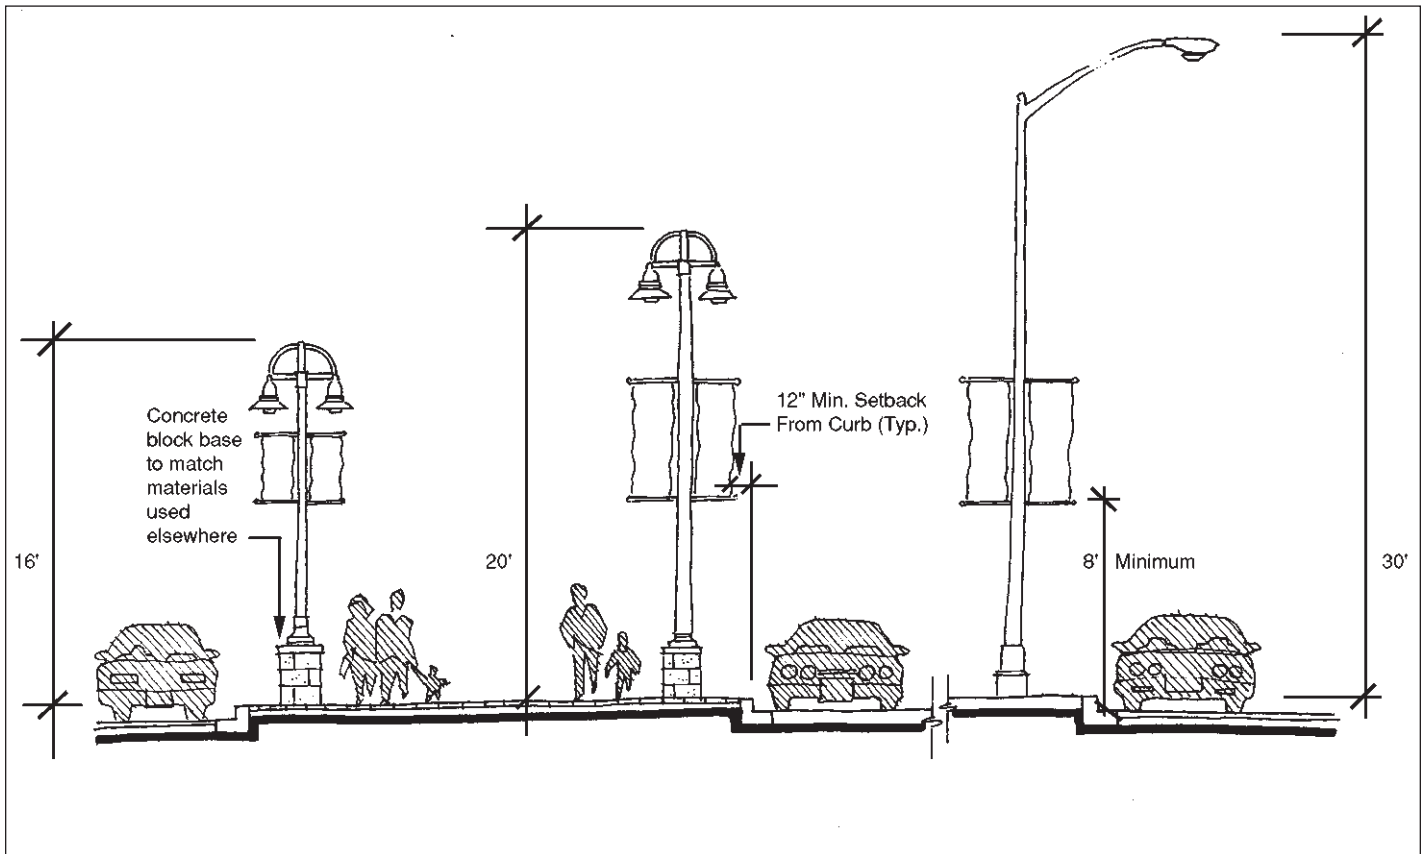 Concrete
block base
to match
materials
used
elsewhere
16'
20'
12" Min. Setback
From Curb (Typ.)
8' Minimum
30'